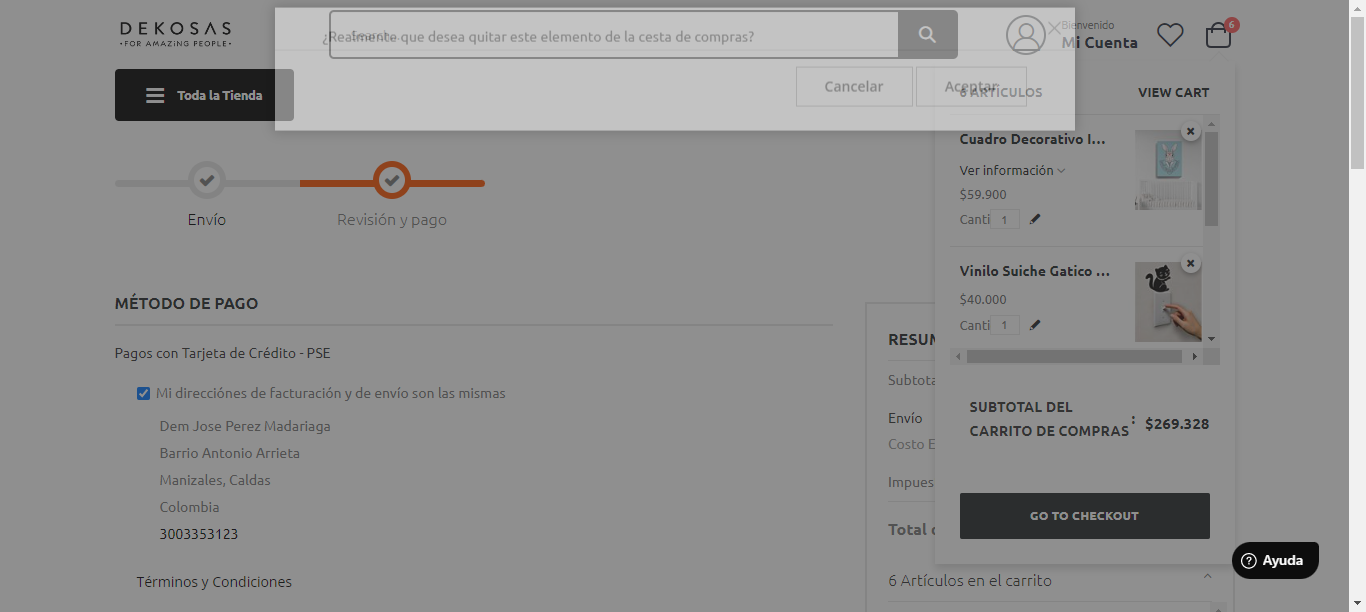 DEKOSAS
•FOR AMAZING PEOPLE•
Search...
¿Realmente que desea quitar este elemento de la cesta de compras?
Cancelar
Aceptar
Bienvenido
Mi Cuenta
6
Toda la Tienda
6 ARTÍCULOS
VIEW CART
Cuadro Decorativo I...
Ver información
$59.900
Canti 1
Vinilo Suiche Gatico ...
$40.000
Canti 1
SUBTOTAL DEL
CARRITO DE COMPRAS : $269.328
GO TO CHECKOUT
Envío
Revisión y pago
MÉTODO DE PAGO
Pagos con Tarjeta de Crédito - PSE
Mi direcciónes de facturación y de envío son las mismas
Dem Jose Perez Madariaga
Barrio Antonio Arrieta
Manizales, Caldas
Colombia
3003353123
Términos y Condiciones
RESUM
Subtota
Envío
Costo E
Impues
Total
6 Artículos en el carrito
Ayuda